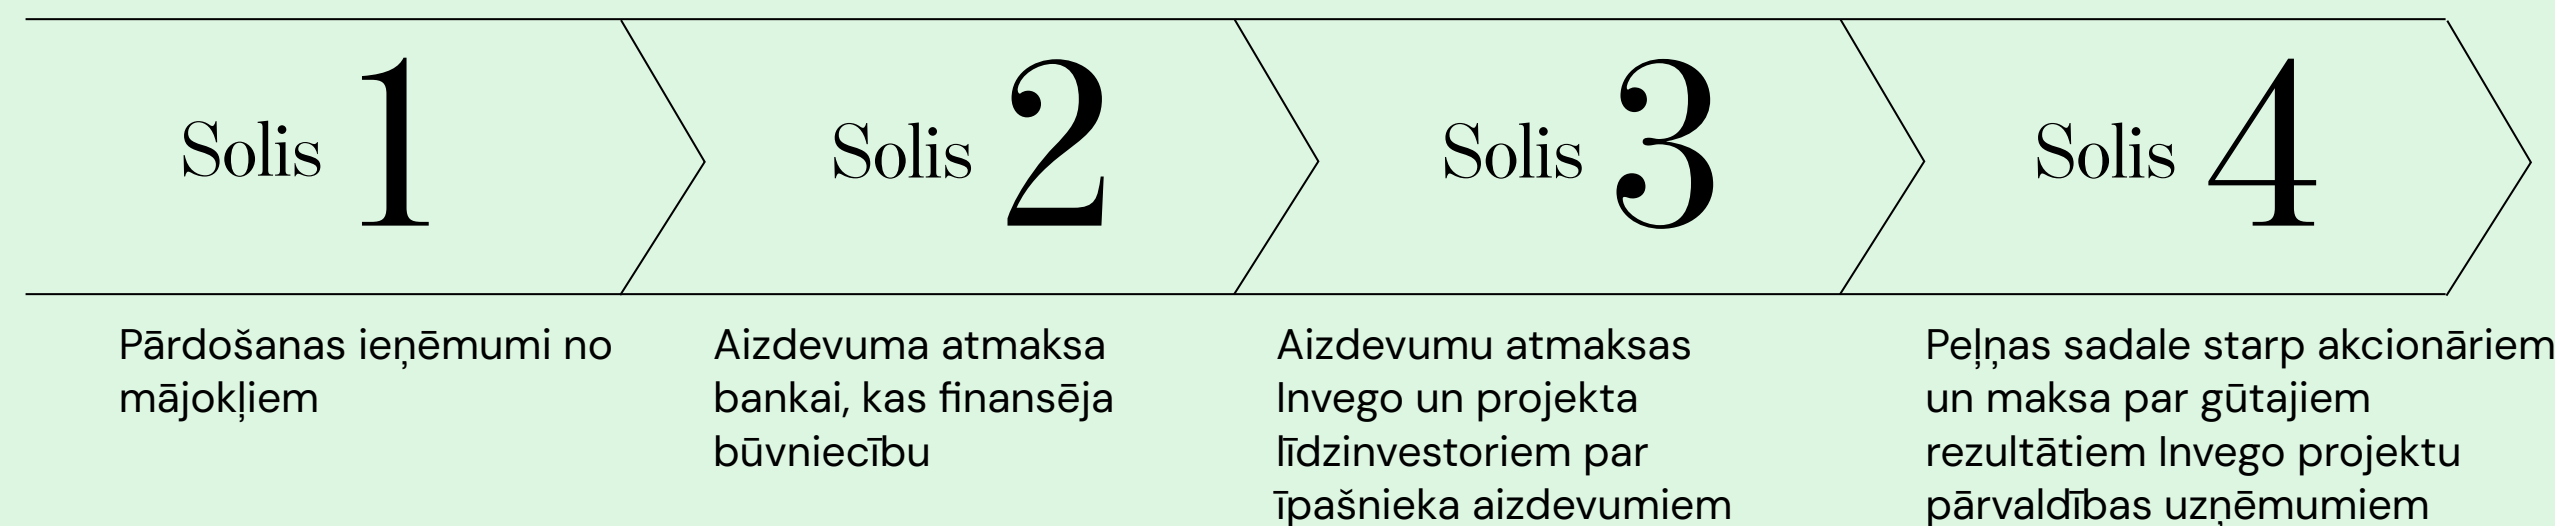 Solis 1
Solis 2
Solis 3
Solis 4
Pārdošanas ieņēmumi no
mājokļiem
Aizdevuma atmaksa
bankai, kas finansēja
būvniecību
Aizdevumu atmaksas
Invego un projekta
līdzinvestoriem par
īpašnieka aizdevumiem
Peļņas sadale starp akcionāriem
un maksa par gūtajiem
rezultātiem Invego projektu
pārvaldības uzņēmumiem